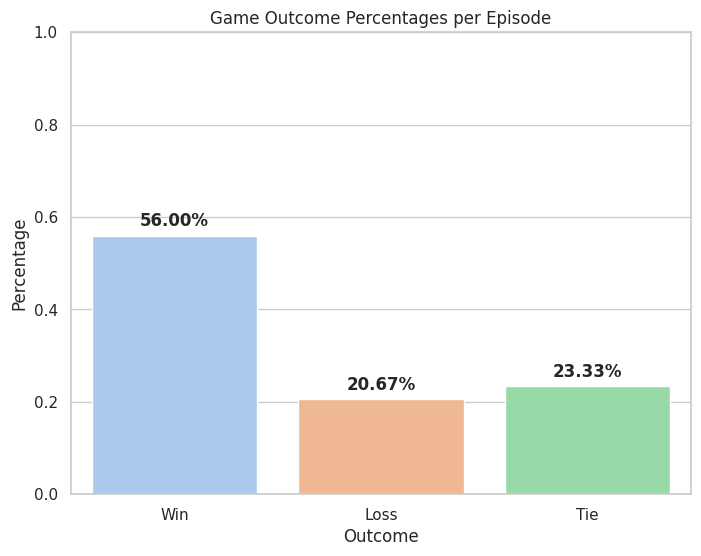 Game Outcome Percentages per Episode
1.0
0.8
0.6
0.4
0.2
0.0
Percentage
56.00%
20.67%
23.33%
Win Loss Tie
Outcome